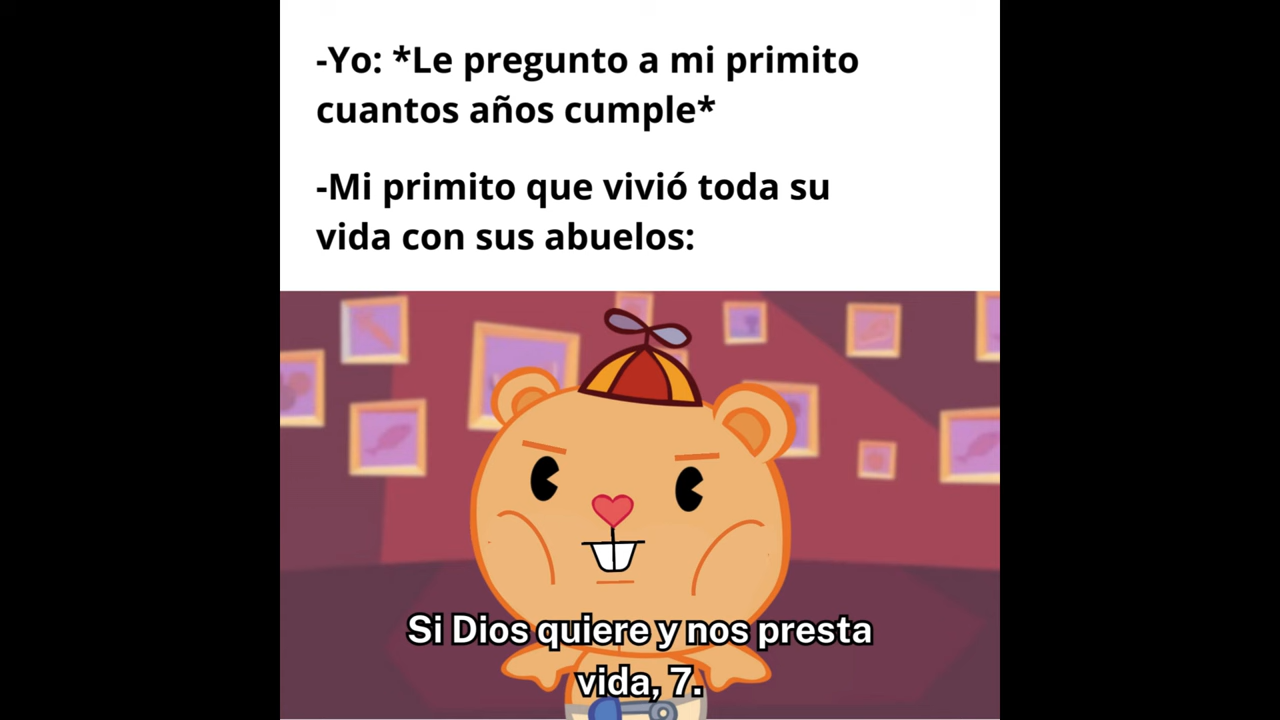 -Yo: *Le pregunto a mi primito
cuantos años cumple*
-Mi primito que vivió toda su
vida con sus abuelos:
Si Dios quiere y nos presta
vida, 7.